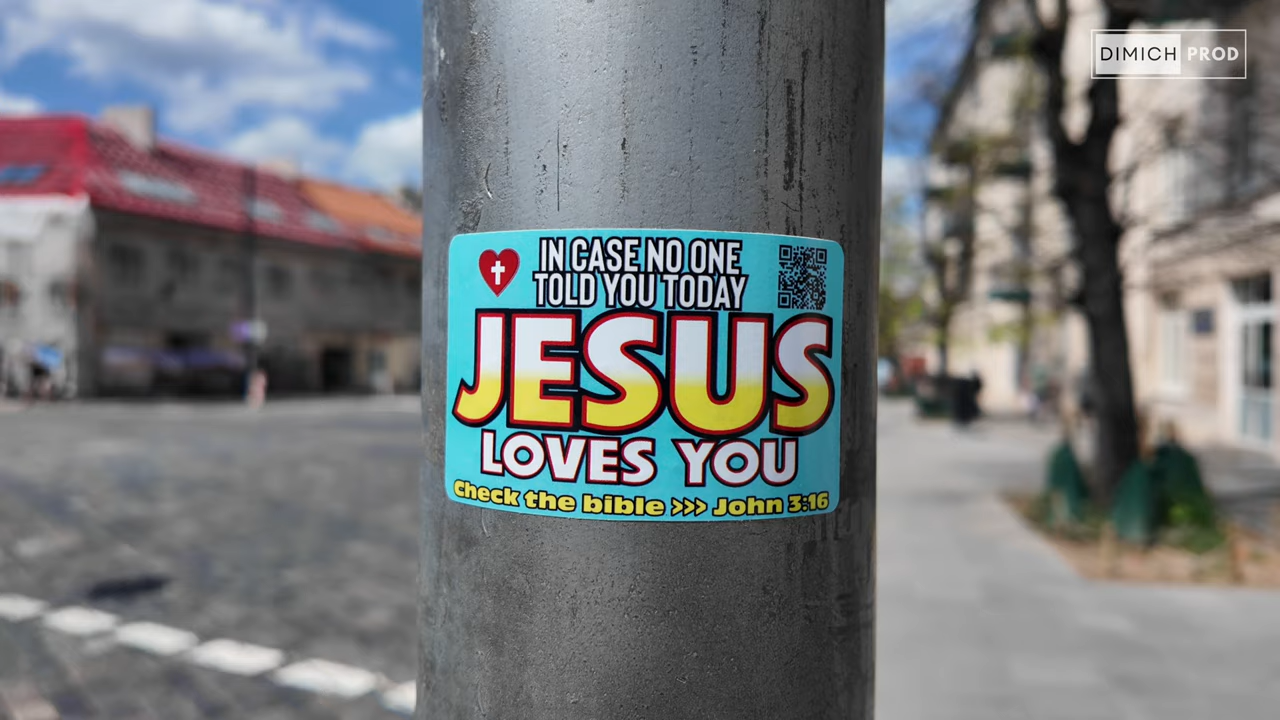 DIMICH PROD
IN CASE NO ONE
TOLD YOU TODAY
JESUS
LOVES YOU
Check the bible >>> John 3:16